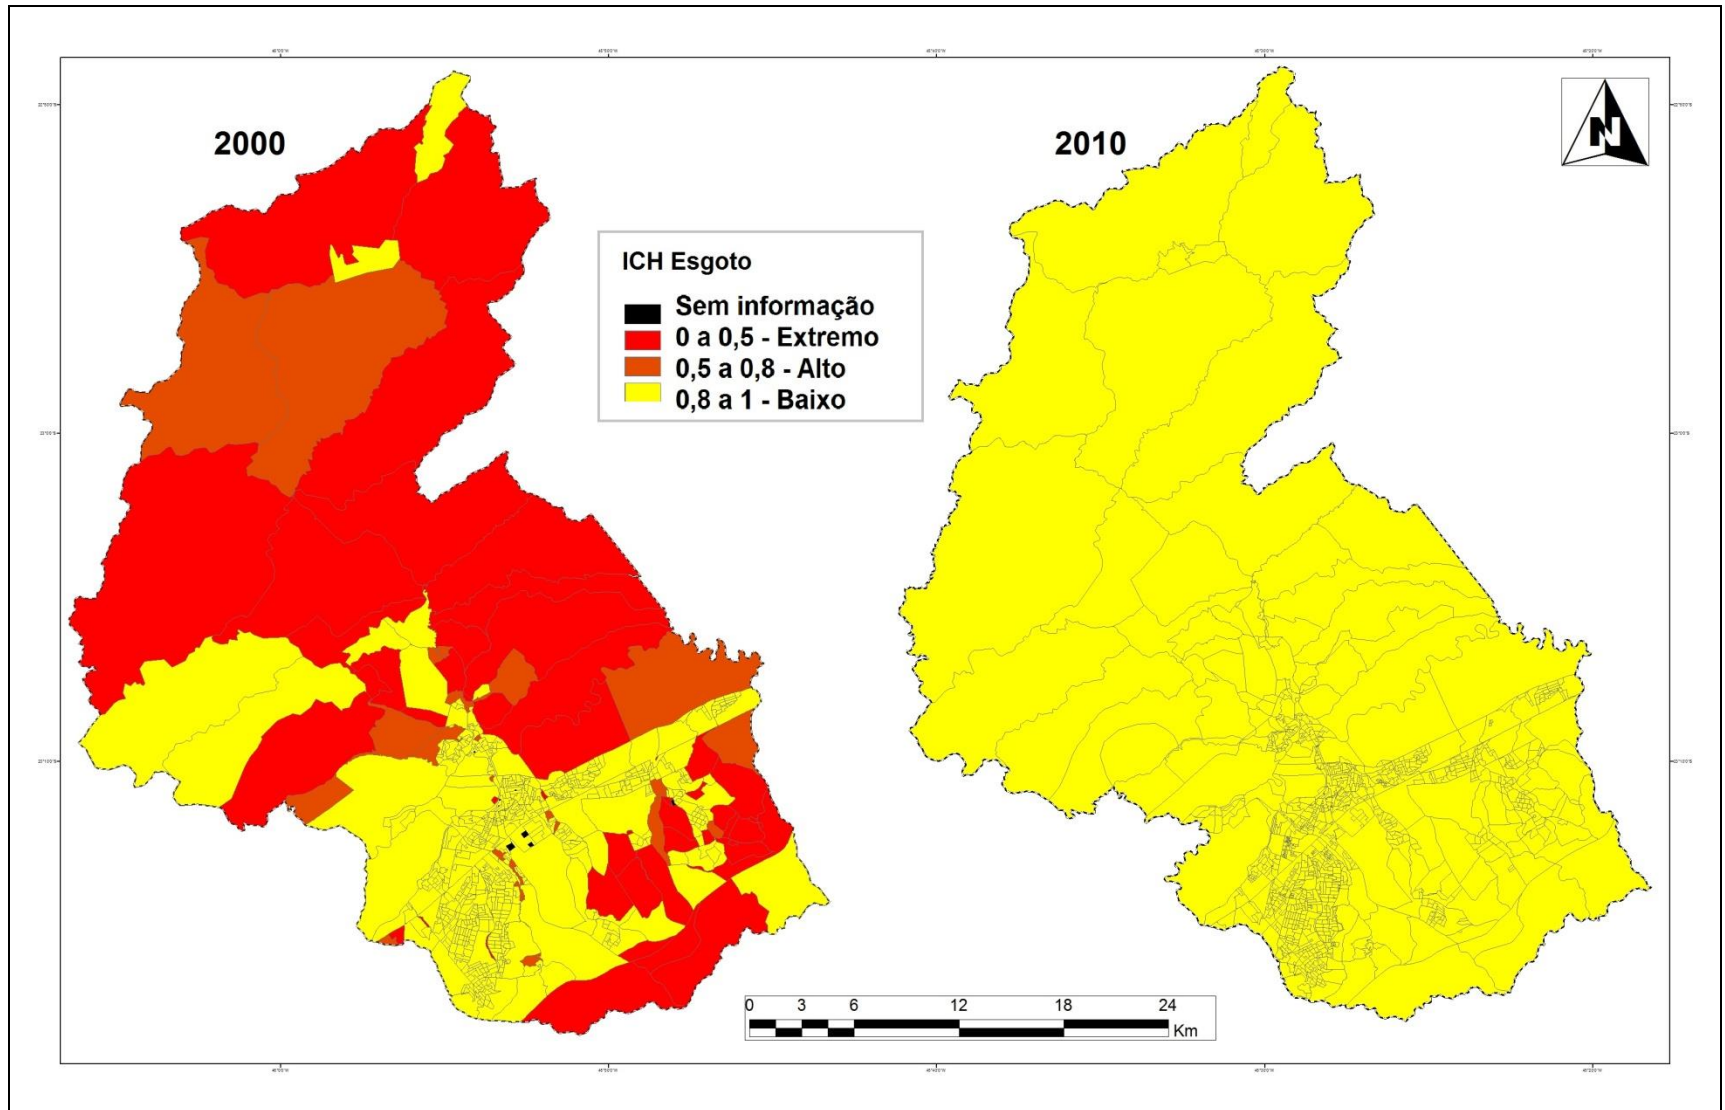 2000
2010
N
ICH Esgoto
Sem informação
0 a 0,5 - Extremo
0,5 a 0,8 - Alto
0,8 a 1 - Baixo
0 3 6 12 18 24
Km